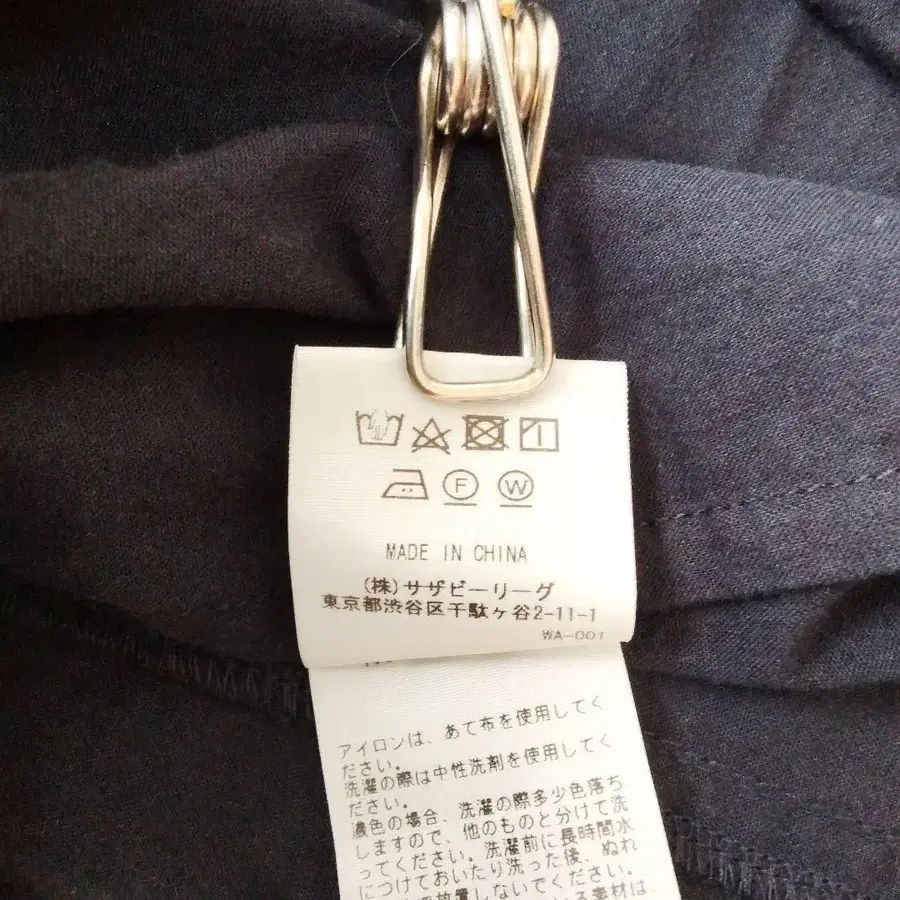 F W
MADE IN CHINA
(株)サザビーリーグ
東京都渋谷区千駄ヶ谷2-11-1
WA-001
アイロンは、あて布を使用してく
ださい。
洗濯の際は中性洗剤を使用してく
ださい。
濃色の場合、洗濯の際多少色落ち
しますので、他のものと分けて洗
ってください。洗濯前に長時間水
につけておいたり洗った後、ぬれ
放置しないでください。
素材は、